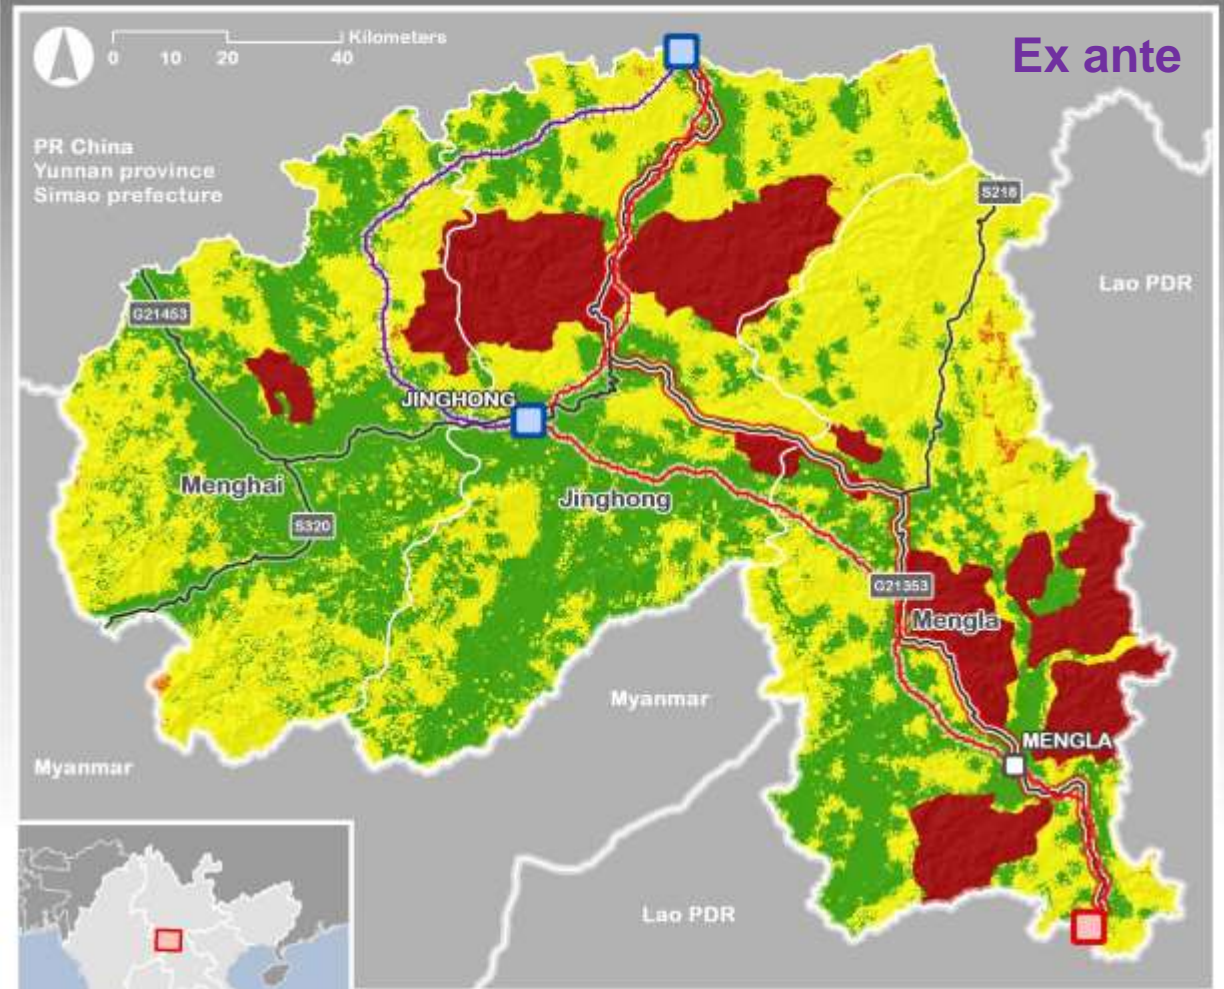 Ex ante
Kilometers
0 10 20 40
PR China
Yunnan province
Simao prefecture
S218
Lao PDR
G21453
JINGHONG
Menghai
Jinghong
S320
G21353
Mengla
Myanmar
MENGLA
Myanmar
Lao PDR